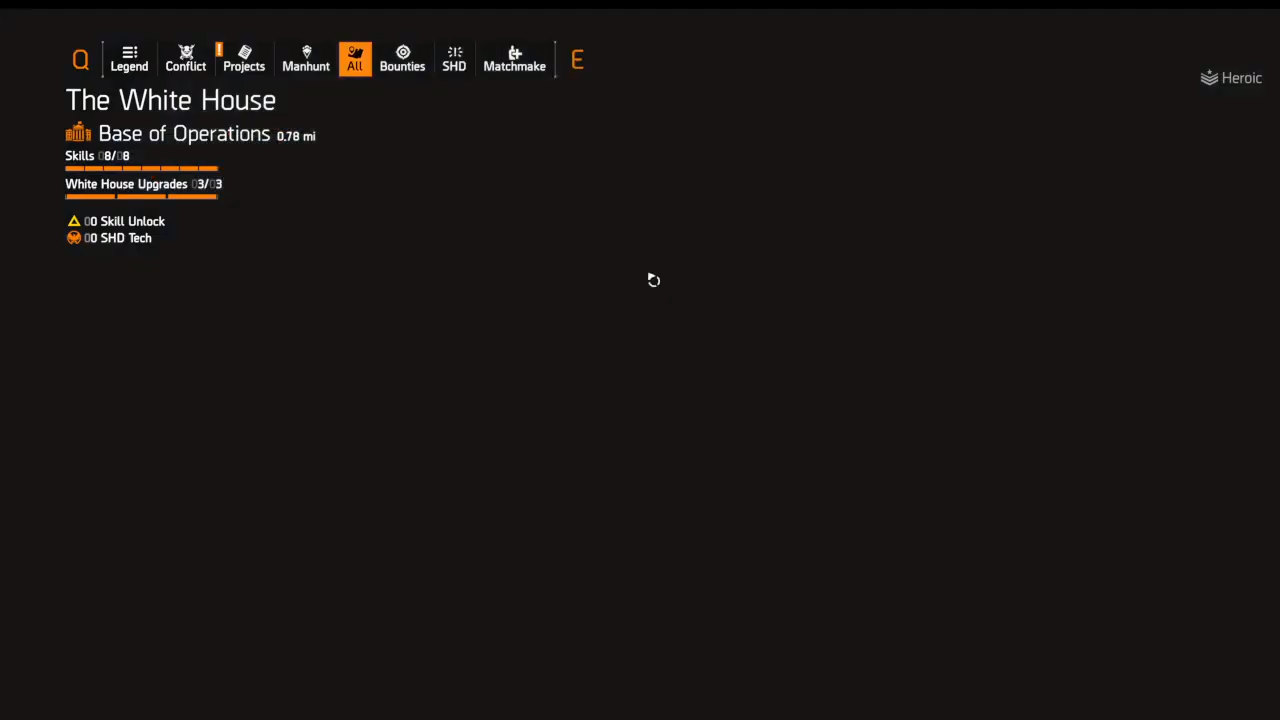 Q Legend Conflict Projects Manhunt All Bounties SHD Matchmake E
Heroic
The White House
Base of Operations 0.78 mi
Skills 08/08
White House Upgrades 03/03
00 Skill Unlock
00 SHD Tech